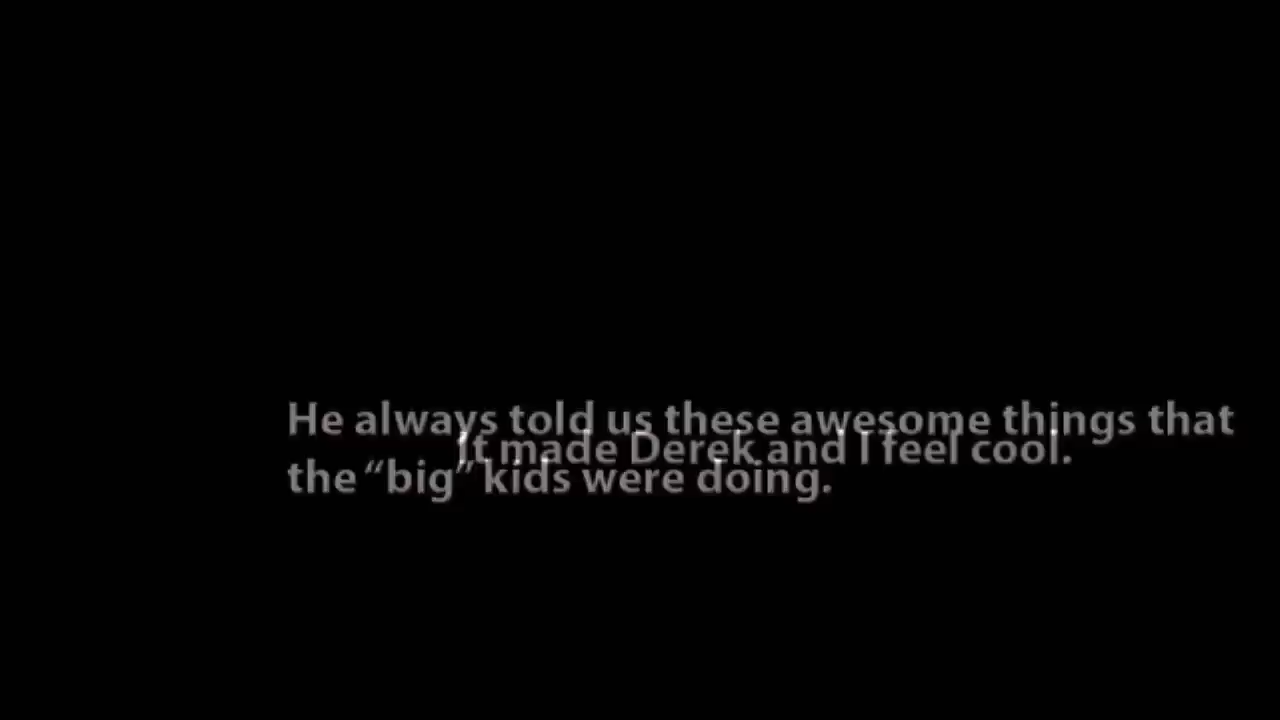 He always told us these awesome things that
It made Derek and I feel cool.
the “big” kids were doing.